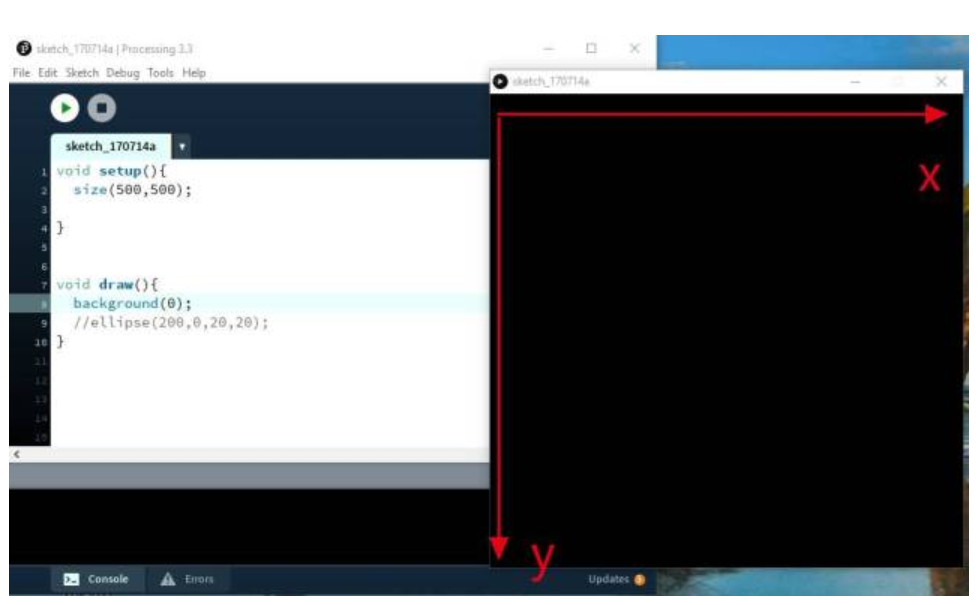 sketch_170714a | Processing 3.3
File Edit Sketch Debug Tools Help
sketch_170714a
1 void setup(){
2 size(500,500);
3
4 }
5
6
7 void draw(){
8 background(0);
9 //ellipse(200,0,20,20);
10 }
11
12
13
14
15
Console
Errors
Updates 3
sketch_170714a
x
y